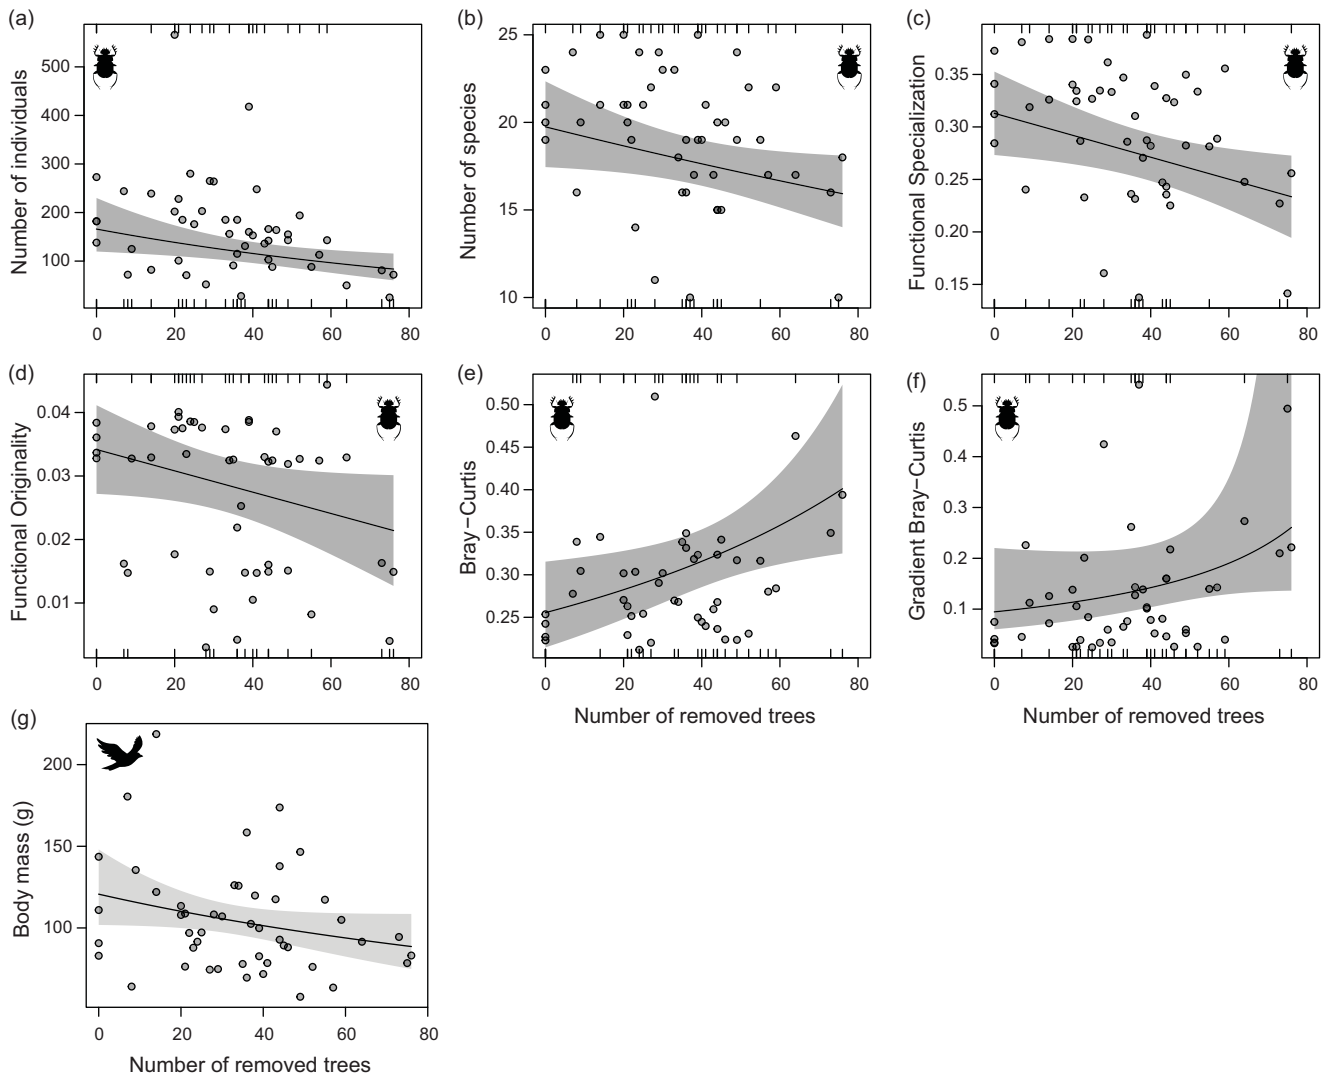 (a)
Number of individuals
500
400
300
200
100
0 20 40 60 80
(b)
Number of species
25
20
15
10
0 20 40 60 80
(c)
Functional Specialization
0.35
0.30
0.25
0.20
0.15
0 20 40 60 80
(d)
Functional Originality
0.04
0.03
0.02
0.01
0 20 40 60 80
(e)
Bray−Curtis
0.50
0.45
0.40
0.35
0.30
0.25
0 20 40 60 80
Number of removed trees
(f)
Gradient Bray−Curtis
0.5
0.4
0.3
0.2
0.1
0 20 40 60 80
Number of removed trees
(g)
Body mass (g)
200
150
100
0 20 40 60 80
Number of removed trees